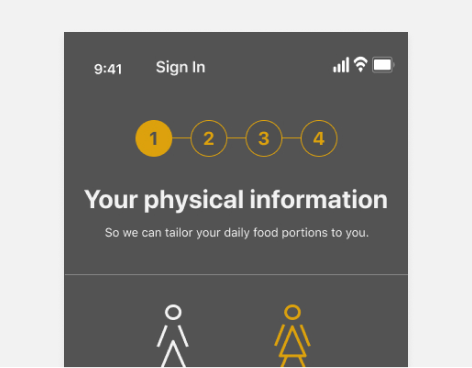 9:41 Sign In
1 2 3 4
Your physical information
So we can tailor your daily food portions to you.